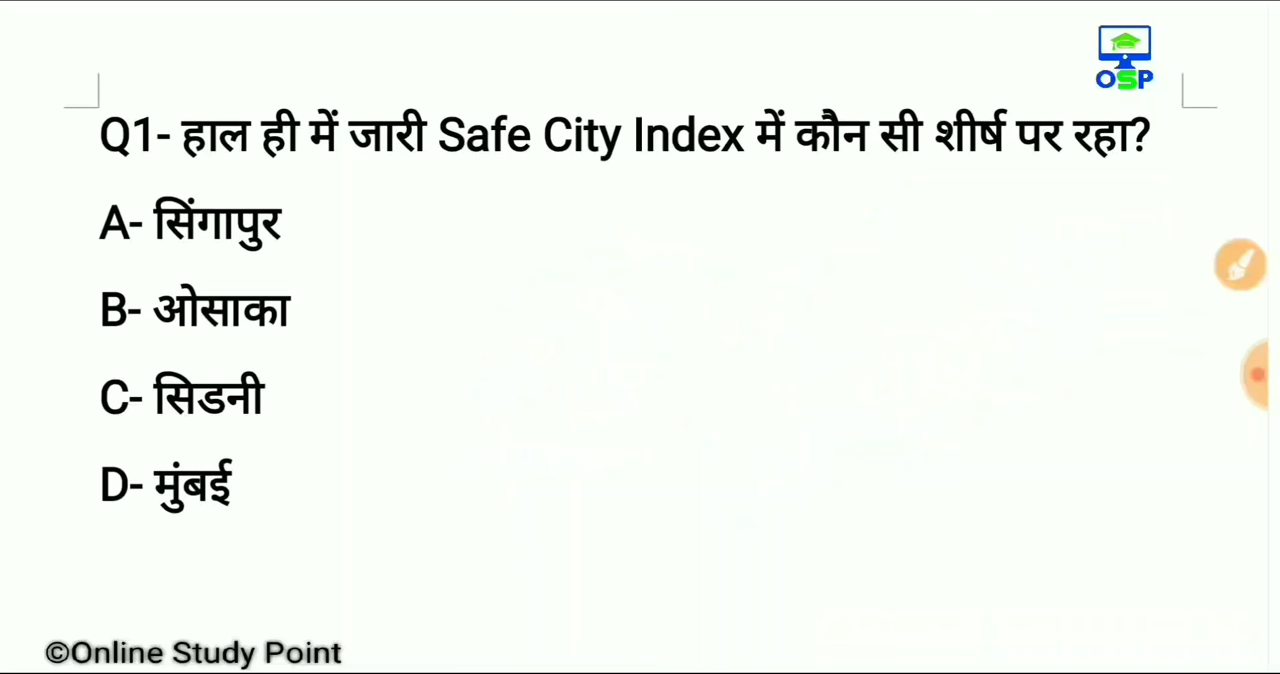 OSP
Q1- हाल ही में जारी Safe City Index में कौन सी शीर्ष पर रहा?
A- सिंगापुर
B- ओसाका
C- सिडनी
D- मुंबई
©Online Study Point